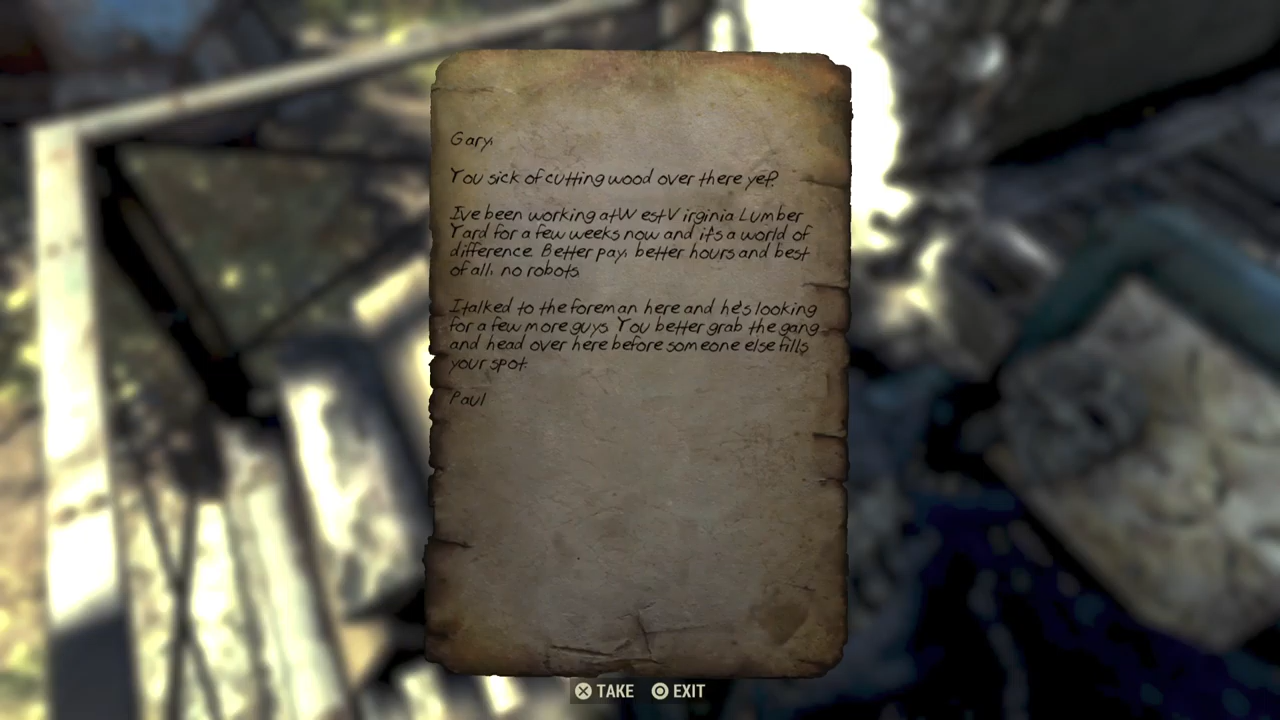 Gary,
You sick of cutting wood over there yet?
I've been working at West Virginia Lumber
Yard for a few weeks now and it's a world of
difference. Better pay, better hours and best
of all, no robots.
I talked to the foreman here and he's looking
for a few more guys. You better grab the gang
and head over here before someone else fills
your spot.
Paul
TAKE EXIT